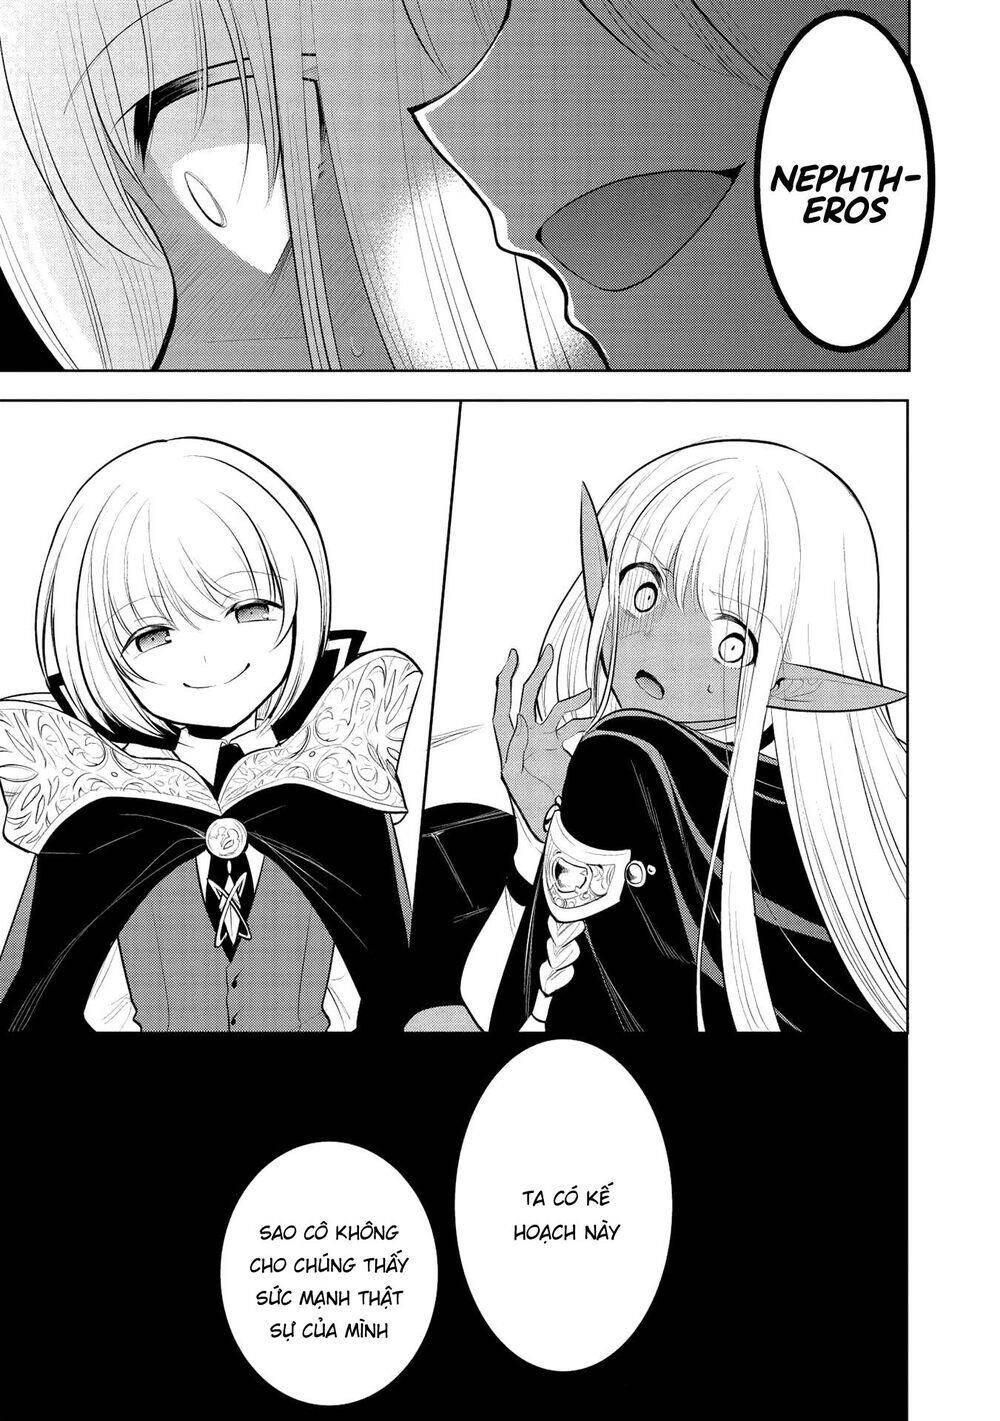 NEPHTH-
EROS
TA CÓ KẾ
HOẠCH NÀY
SAO CÔ KHÔNG
CHO CHÚNG THẤY
SỨC MẠNH THẬT
SỰ CỦA MÌNH